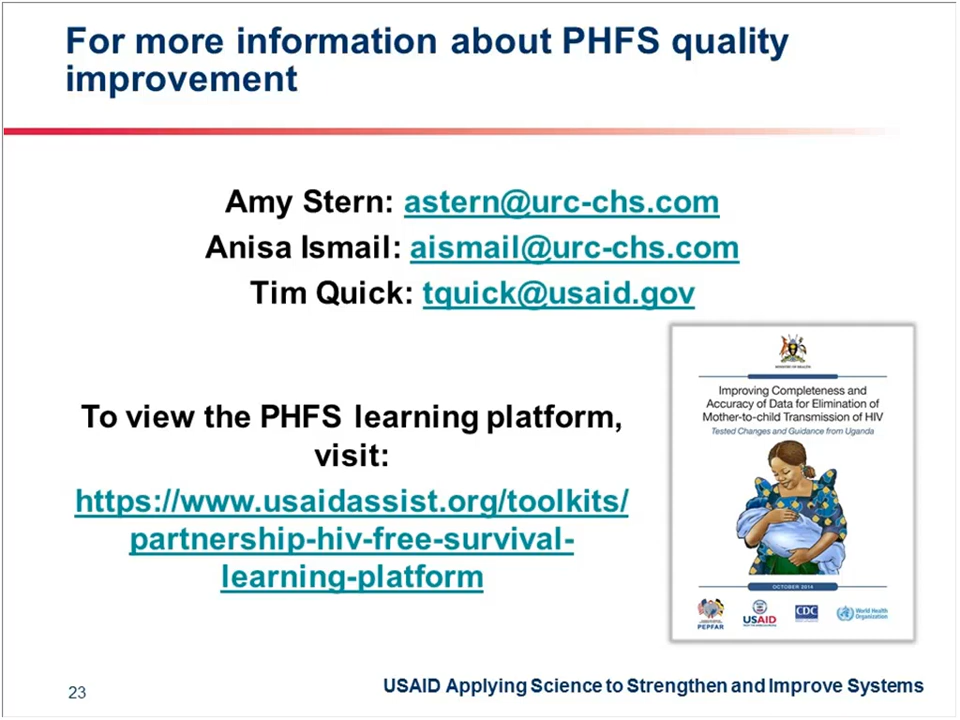 For more information about PHFS quality
improvement
Amy Stern: astern@urc-chs.com
Anisa Ismail: aismail@urc-chs.com
Tim Quick: tquick@usaid.gov
To view the PHFS learning platform,
visit:
https://www.usaidassist.org/toolkits/
partnership-hiv-free-survival-
learning-platform
MINISTRY OF HEALTH
Improving Completeness and
Accuracy of Data for Elimination of
Mother-to-child Transmission of HIV
Tested Changes and Guidance from Uganda
OCTOBER 2014
PEPFAR
USAID
CDC
World Health
Organization
23
USAID Applying Science to Strengthen and Improve Systems